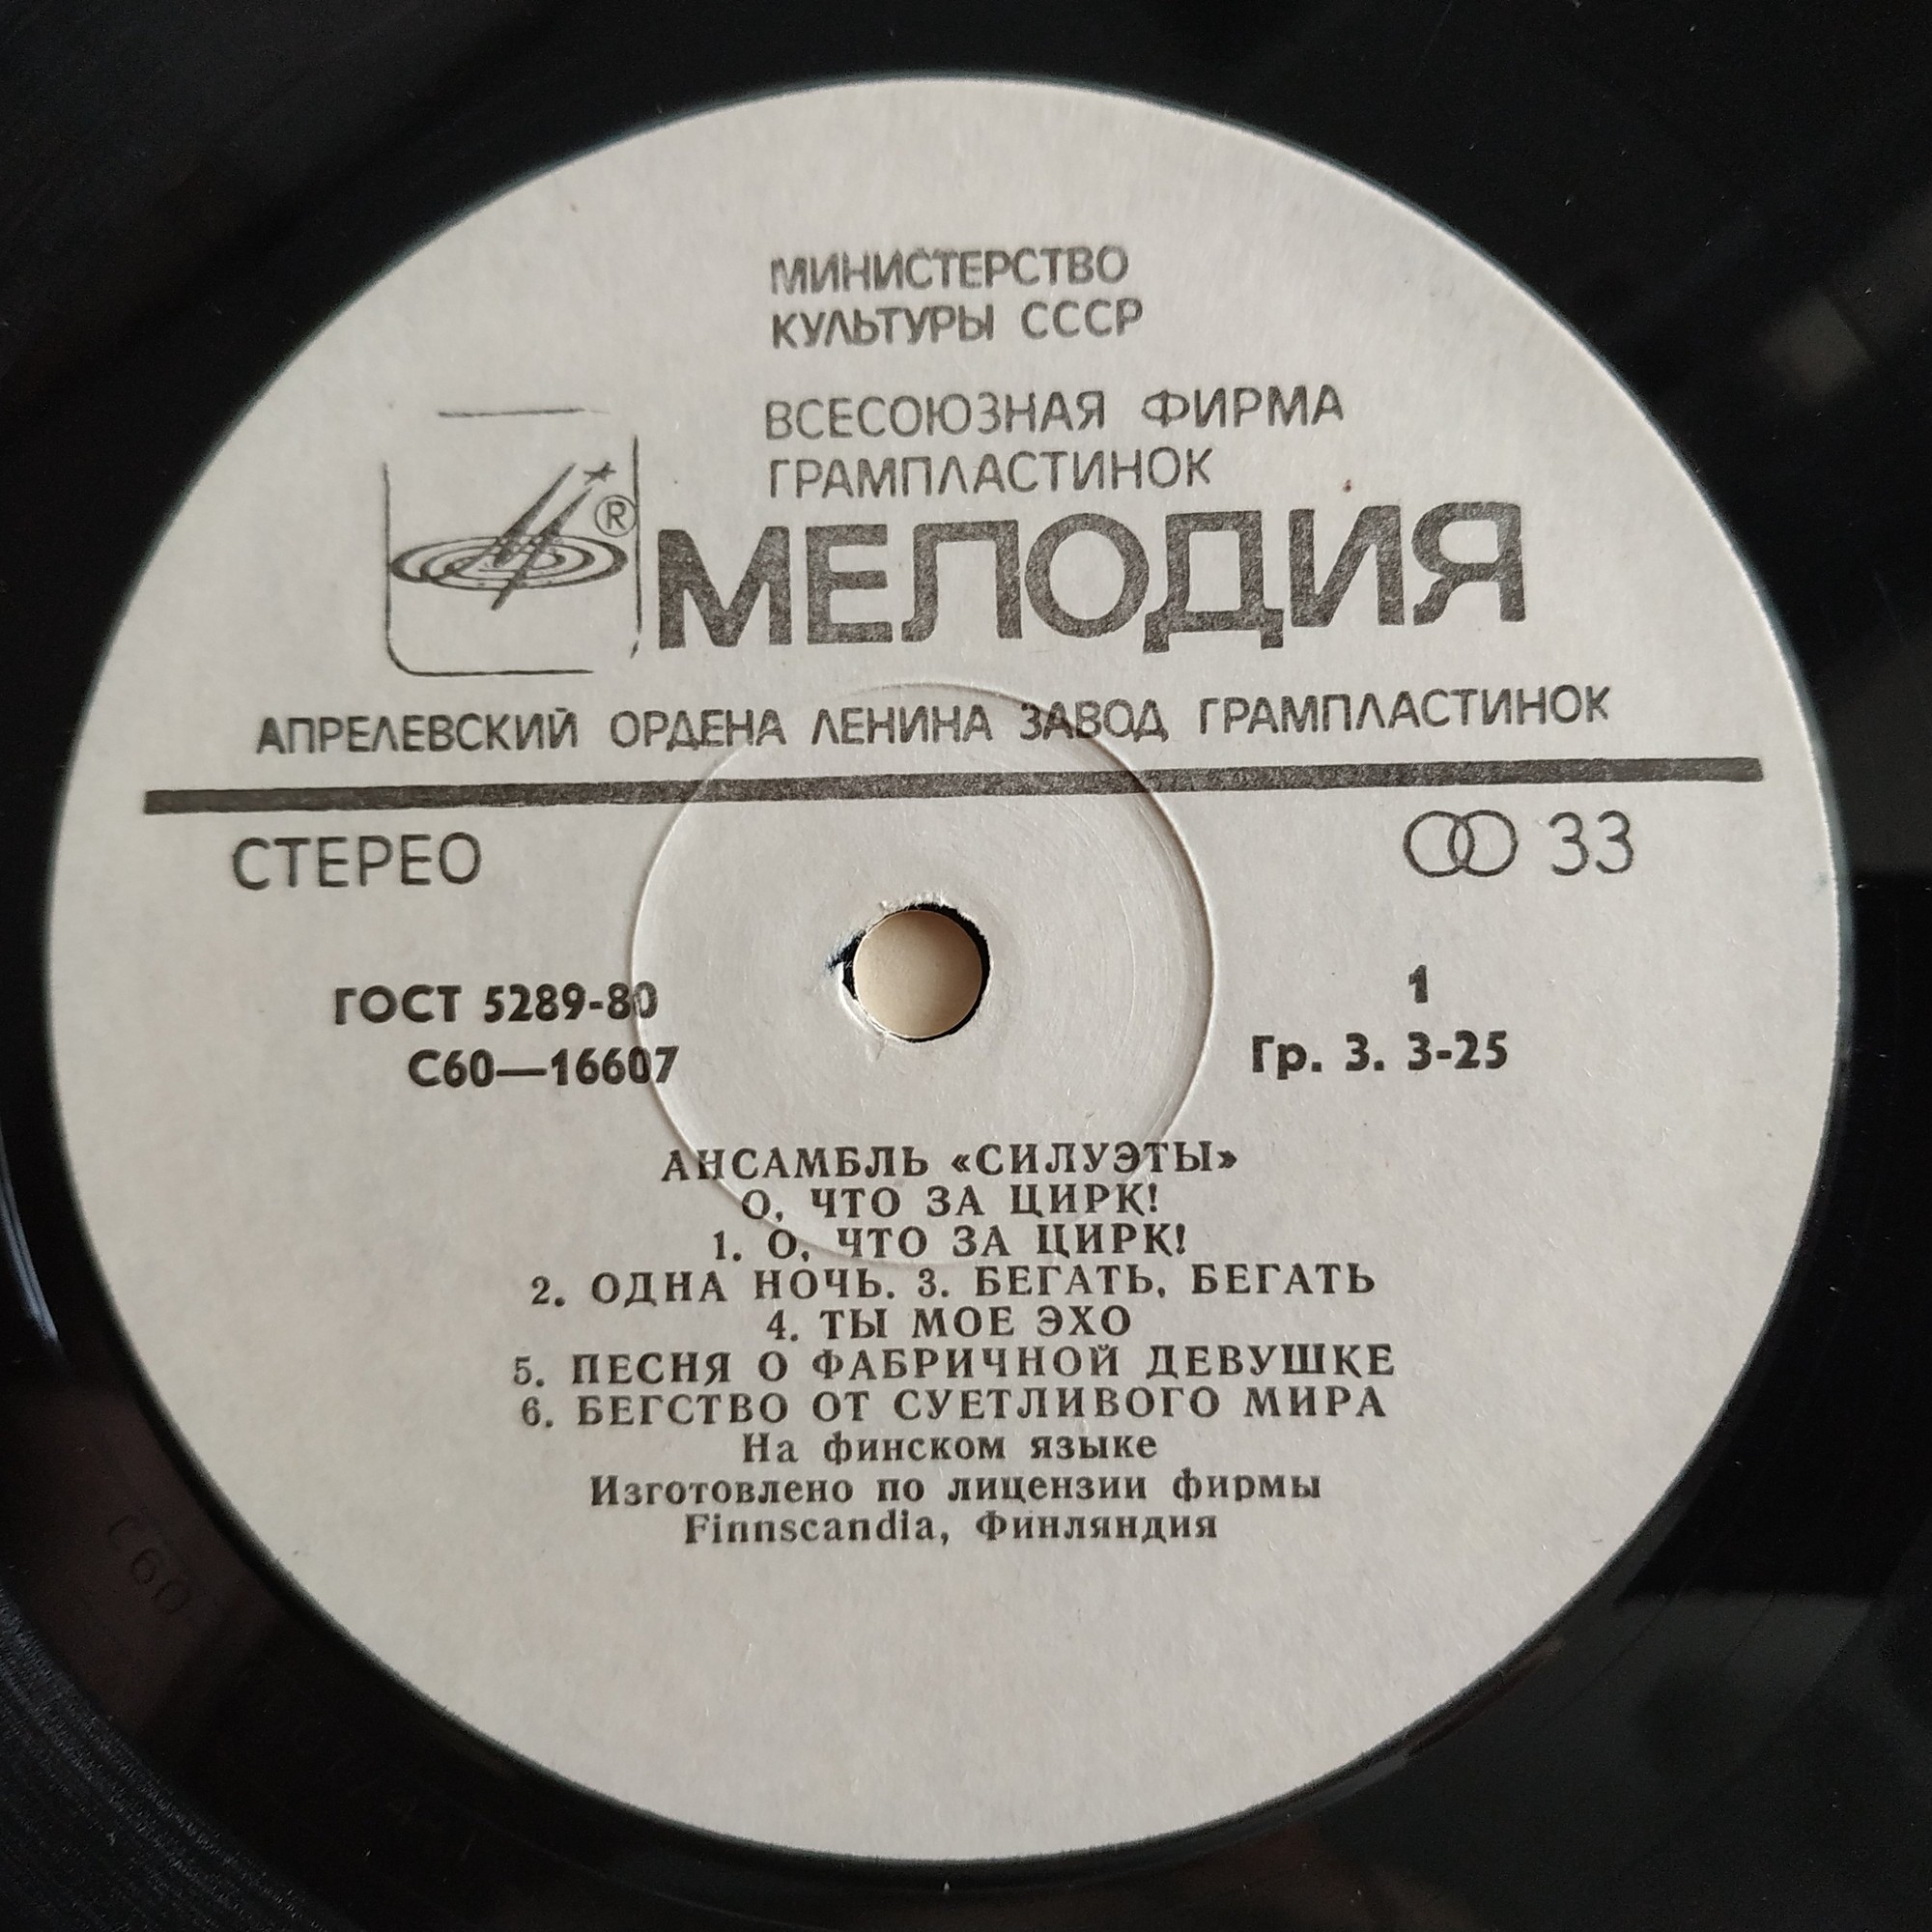 МИНИСТЕРСТВО
КУЛЬТУРЫ СССР
ВСЕСОЮЗНАЯ ФИРМА
ГРАМПЛАСТИНОК
®
МЕЛОДИЯ
АПРЕЛЕВСКИЙ ОРДЕНА ЛЕНИНА ЗАВОД ГРАМПЛАСТИНОК
СТЕРЕО 33
ГОСТ 5289-80 1
С60—16607 Гр. 3. 3-25
АНСАМБЛЬ «СИЛУЭТЫ»
О, ЧТО ЗА ЦИРК!
1. О, ЧТО ЗА ЦИРК!
2. ОДНА НОЧЬ. 3. БЕГАТЬ, БЕГАТЬ
4. ТЫ МОЕ ЭХО
5. ПЕСНЯ О ФАБРИЧНОЙ ДЕВУШКЕ
6. БЕГСТВО ОТ СУЕТЛИВОГО МИРА
На финском языке
Изготовлено по лицензии фирмы
Finnscandia, Финляндия
С60